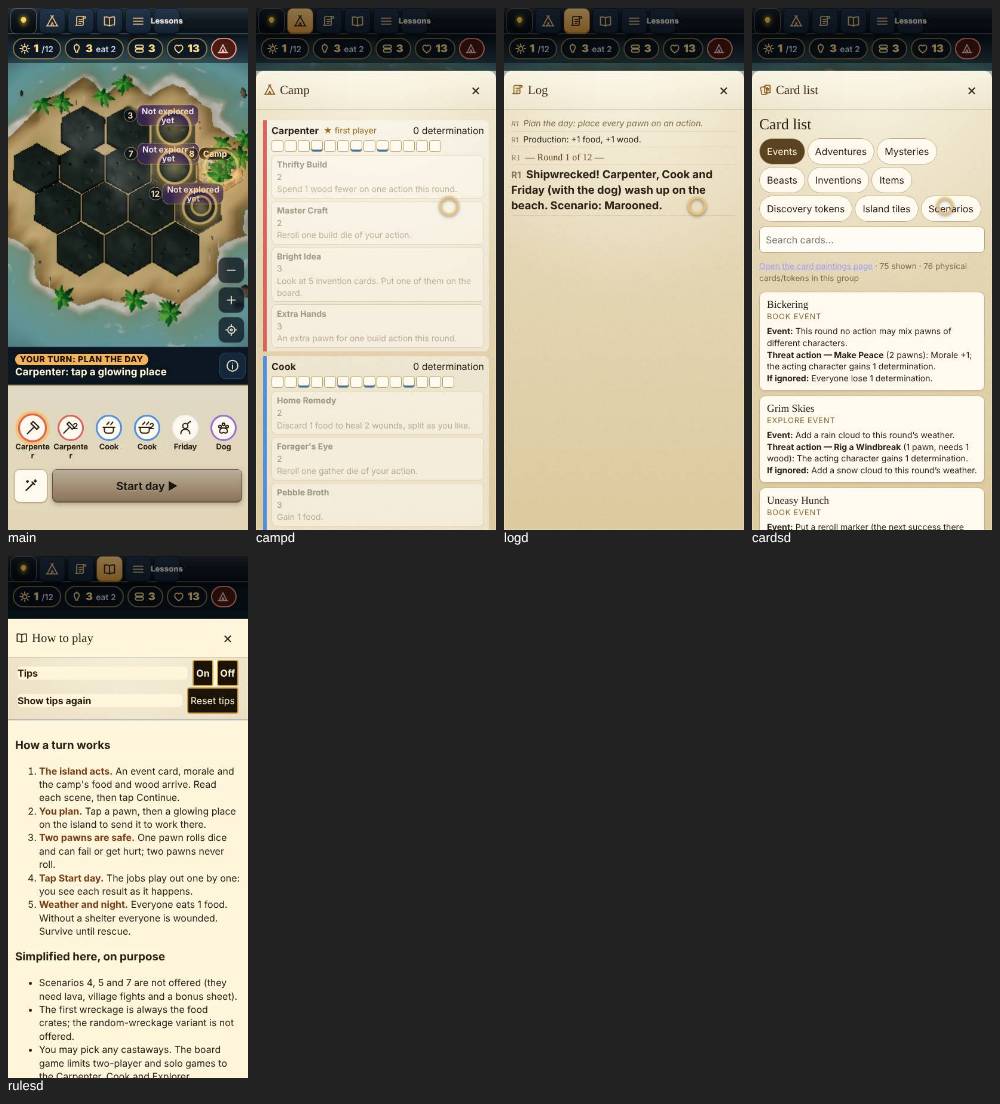 Lessons
1 /12
3 eat 2
3
13
3
Not explored
yet
7
Not explored
yet
8
Camp
12
Not explored
yet
−
+
YOUR TURN: PLAN THE DAY
Carpenter: tap a glowing place
Carpente
r
Carpente
r
Cook
2
Cook
Friday
Dog
Start day ▶
main
Lessons
1 /12
3 eat 2
3
13
Camp
×
Carpenter ★ first player 0 determination
Thrifty Build
2
Spend 1 wood fewer on one action this round.
Master Craft
2
Reroll one build die of your action.
Bright Idea
3
Look at 5 invention cards. Put one of them on the
board.
Extra Hands
3
An extra pawn for one build action this round.
Cook 0 determination
Home Remedy
2
Discard 1 food to heal 2 wounds, split as you like.
Forager's Eye
2
Reroll one gather die of your action.
Pebble Broth
3
Gain 1 food.
campd
Lessons
1 /12
3 eat 2
3
13
Log
×
R1 Plan the day: place every pawn on an action.
R1 Production: +1 food, +1 wood.
R1 — Round 1 of 12 —
R1 Shipwrecked! Carpenter, Cook and
Friday (with the dog) wash up on the
beach. Scenario: Marooned.
logd
Lessons
1 /12
3 eat 2
3
13
Card list
×
Card list
Events
Adventures
Mysteries
Beasts
Inventions
Items
Discovery tokens
Island tiles
Scenarios
Search cards...
Open the card paintings page · 75 shown · 76 physical
cards/tokens in this group
Bickering
BOOK EVENT
Event: This round no action may mix pawns of
different characters.
Threat action — Make Peace (2 pawns): Morale +1;
the acting character gains 1 determination.
If ignored: Everyone lose 1 determination.
Grim Skies
EXPLORE EVENT
Event: Add a rain cloud to this round's weather.
Threat action — Rig a Windbreak (1 pawn, needs 1
wood): The acting character gains 1 determination.
If ignored: Add a snow cloud to this round's weather.
Uneasy Hunch
BOOK EVENT
Event: Put a reroll marker (the next success there
cardsd
Lessons
1 /12
3 eat 2
3
13
How to play
×
Tips
On
Off
Show tips again
Reset tips
How a turn works
1. The island acts. An event card, morale and
the camp's food and wood arrive. Read
each scene, then tap Continue.
2. You plan. Tap a pawn, then a glowing place
on the island to send it to work there.
3. Two pawns are safe. One pawn rolls dice
and can fail or get hurt; two pawns never
roll.
4. Tap Start day. The jobs play out one by one:
you see each result as it happens.
5. Weather and night. Everyone eats 1 food.
Without a shelter everyone is wounded.
Survive until rescue.
Simplified here, on purpose
• Scenarios 4, 5 and 7 are not offered (they
need lava, village fights and a bonus sheet).
• The first wreckage is always the food
crates; the random-wreckage variant is not
offered.
• You may pick any castaways. The board
game limits two-player and solo games to
the Carpenter, Cook and Explorer
rulesd